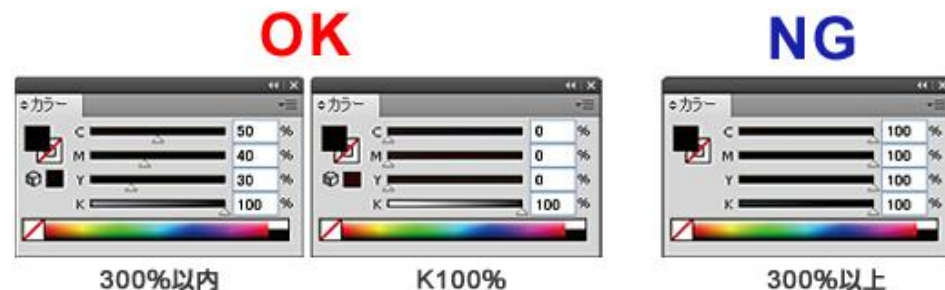 OK
NG
カラー
C 50 %
M 40 %
Y 30 %
K 100 %
300%以内
カラー
C 0 %
M 0 %
Y 0 %
K 100 %
K100%
カラー
C 100 %
M 100 %
Y 100 %
K 100 %
300%以上